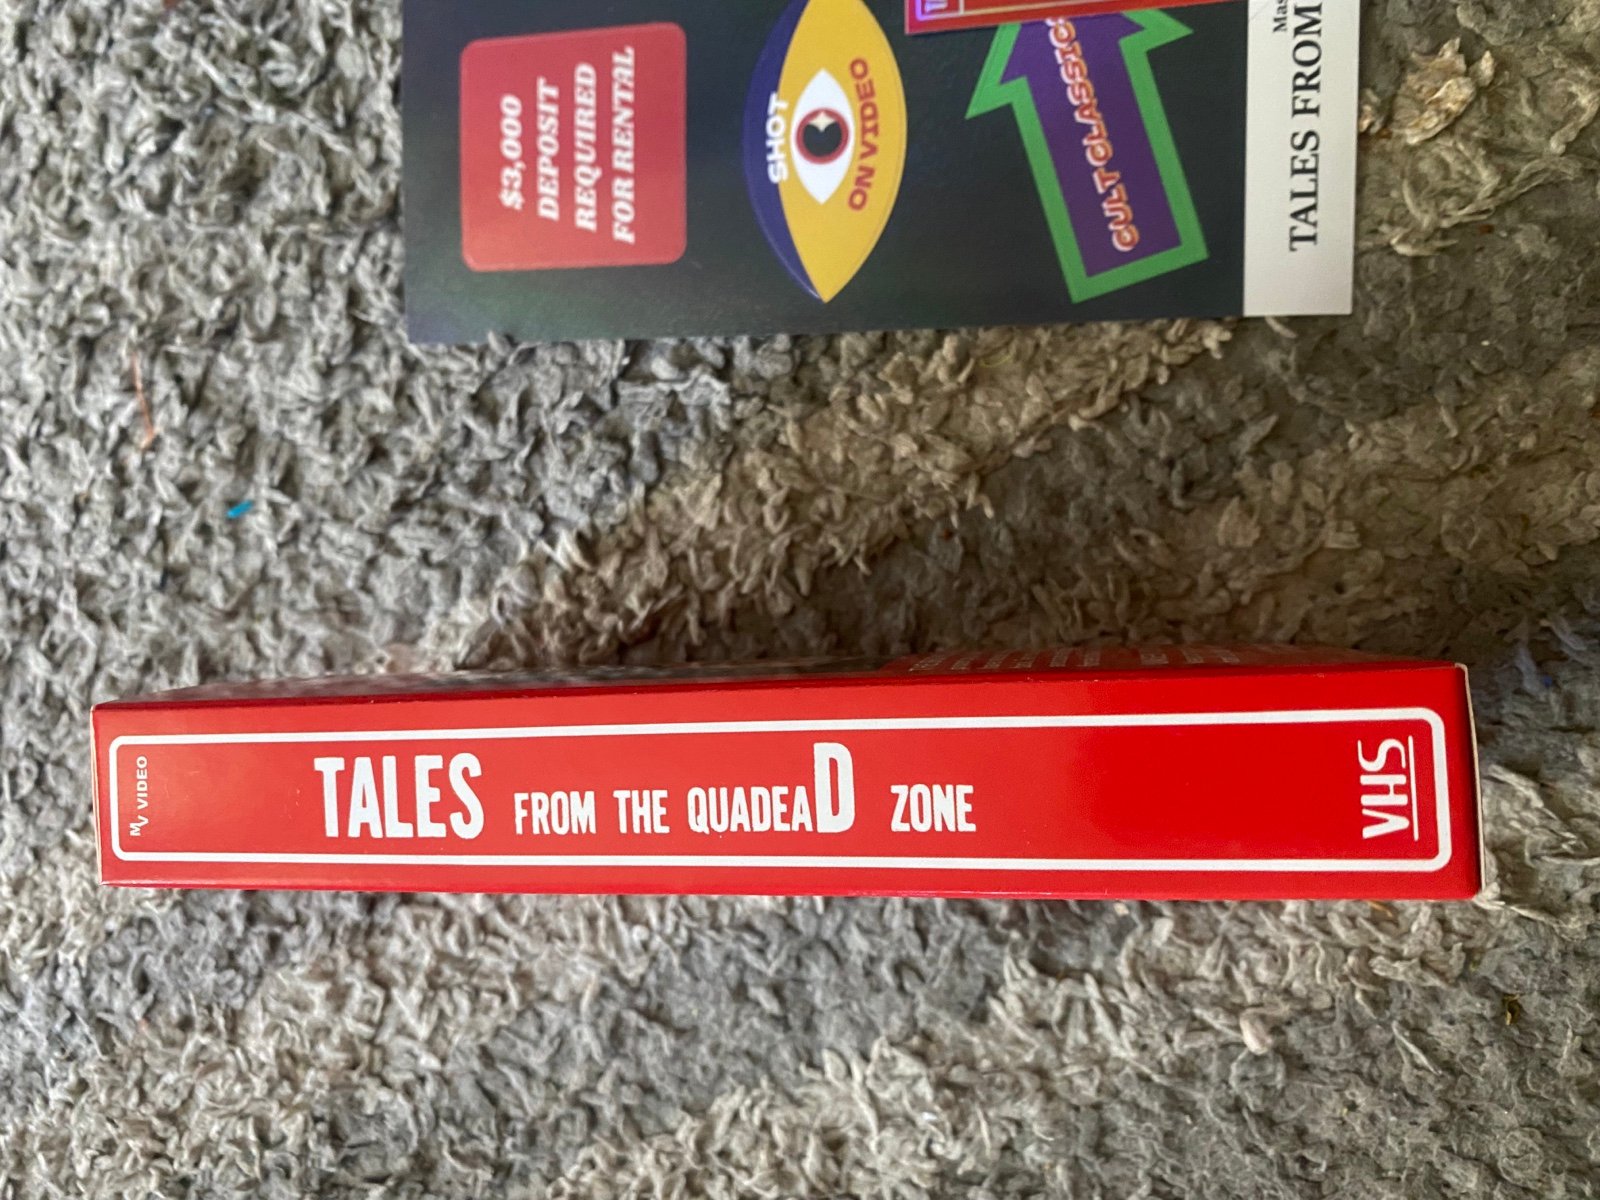 $3,000
DEPOSIT
REQUIRED
FOR RENTAL
SHOT
ON VIDEO
CULT CLASSIC
TALES FROM
MV VIDEO
TALES FROM THE QUADEAD ZONE
VHS